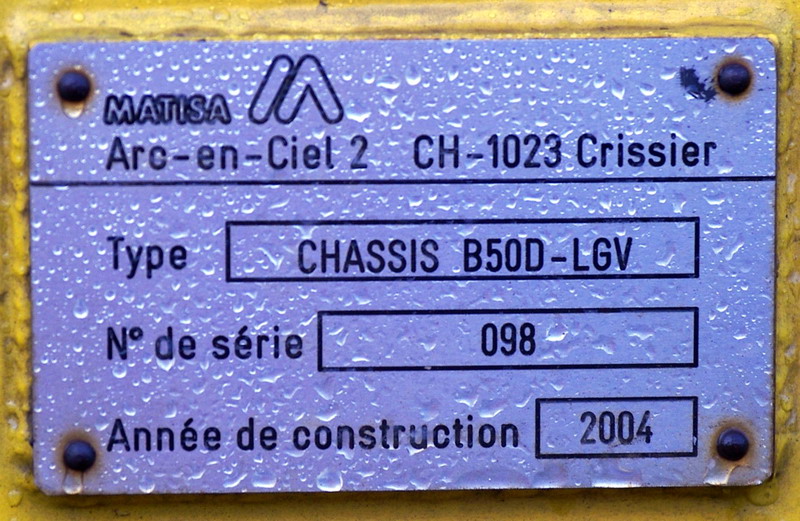 MATISA
Arc-en-Ciel 2 CH-1023 Crissier
Type CHASSIS B50D-LGV
N° de série 098
Année de construction 2004